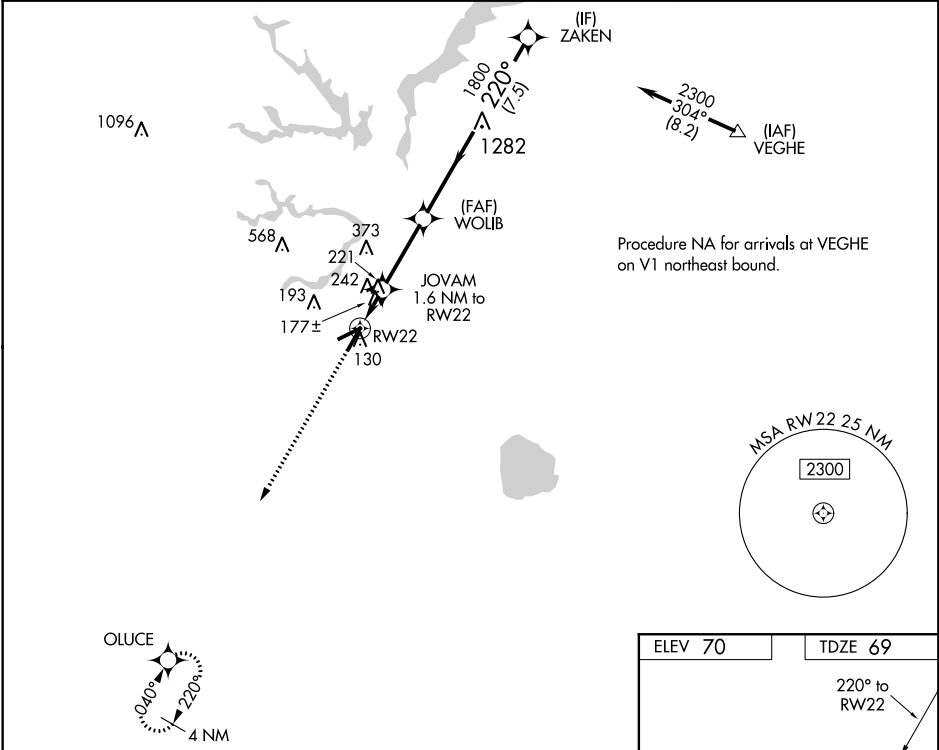 (IF)
ZAKEN
1800
220°
(7.5)
2300
304°
(8.2)
(IAF)
VEGHE
1096
1282
(FAF)
WOLIB
Procedure NA for arrivals at VEGHE
on V1 northeast bound.
568
373
221
242
193
177±
JOVAM
1.6 NM to
RW22
RW22
130
MSA RW22 25 NM
2300
OLUCE
040°
220°
4 NM
ELEV 70
TDZE 69
220° to
RW22